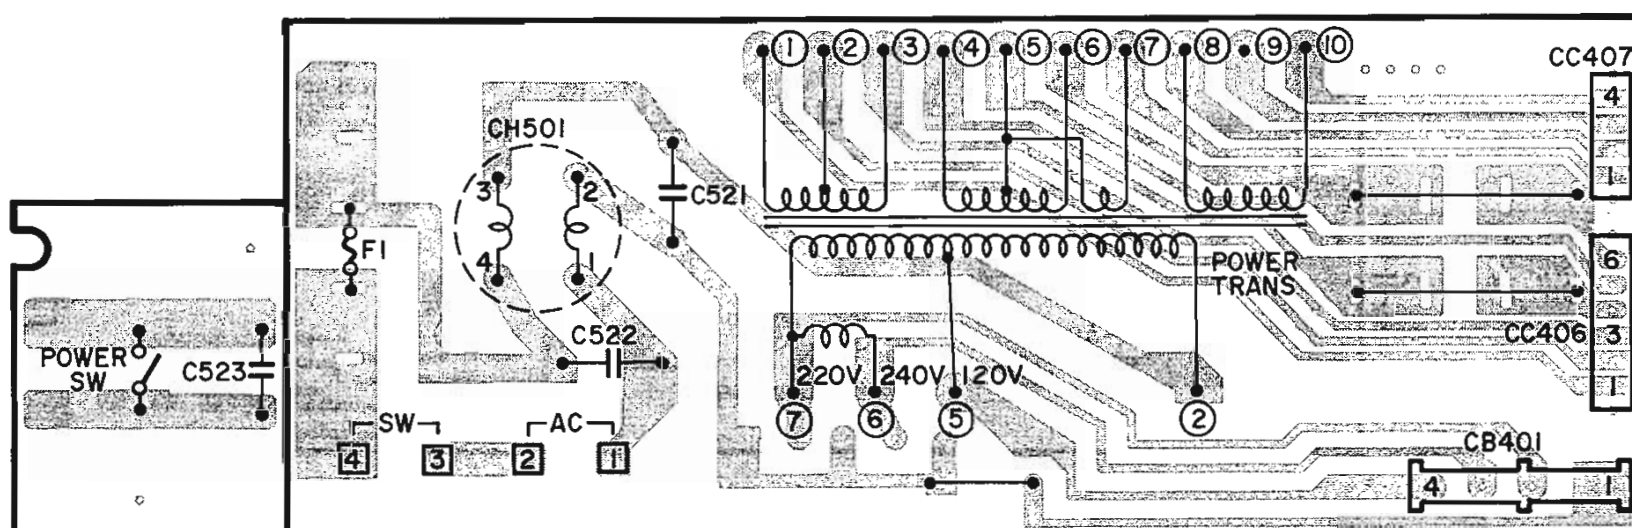 ① ② ③ ④ ⑤ ⑥ ⑦ ⑧ ⑨ ⑩
CC407
4
1
CH501
3 2
4 1
C521
F1
POWER
TRANS
6
CC406
3
1
POWER
SW
C523
C522
220V 240V 120V
⑦ ⑥ ⑤ ②
SW AC
4 3 2 1
CB401
4 1